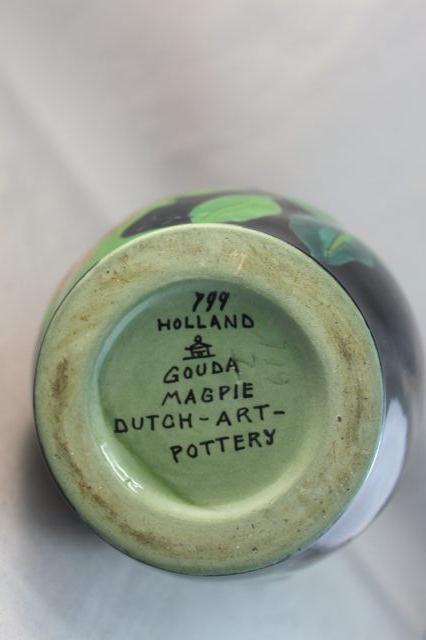 799
HOLLAND
GOUDA
MAGPIE
DUTCH-ART-
POTTERY